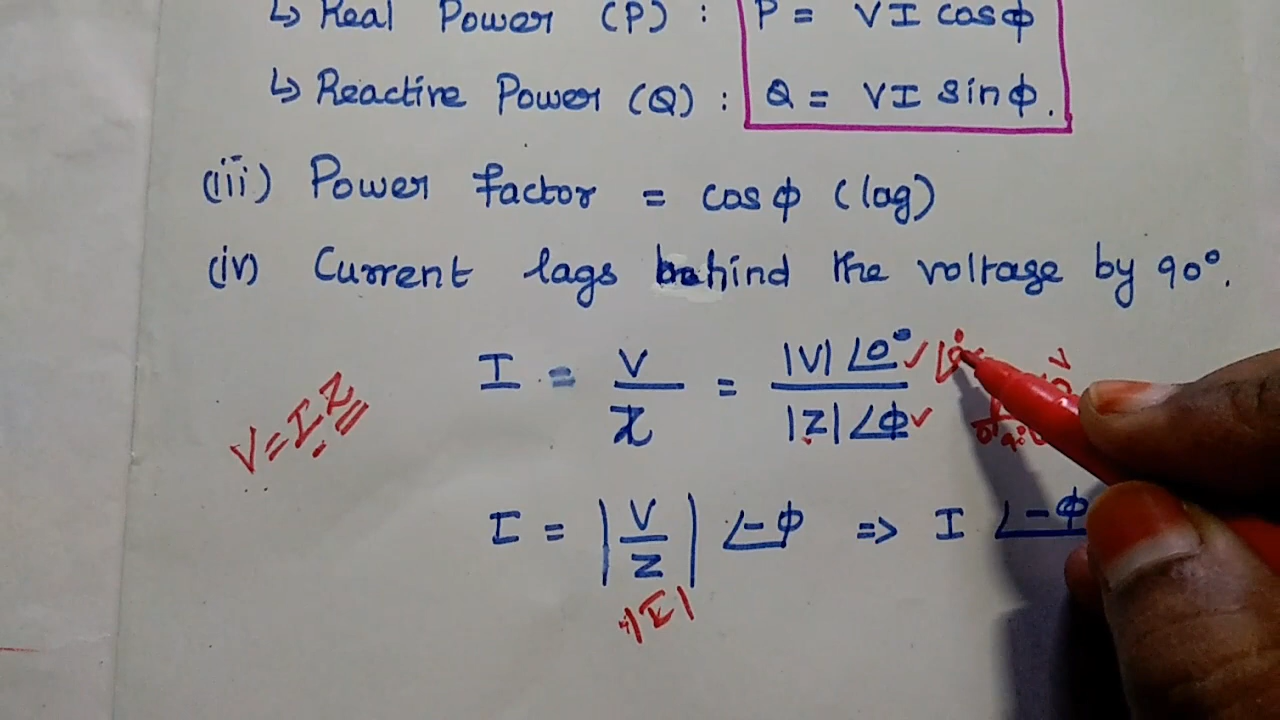 ↳ Real Power (P) : P = VI cosϕ
↳ Reactive Power (Q) : Q = VI sinϕ.
(iii) Power factor = cosϕ (lag)
(iv) Current lags behind the voltage by 90°.
I = V/Z = |V|∠0° / |Z|∠ϕ
V=IZ
I = |V/Z| ∠-ϕ => I ∠-ϕ
|I|